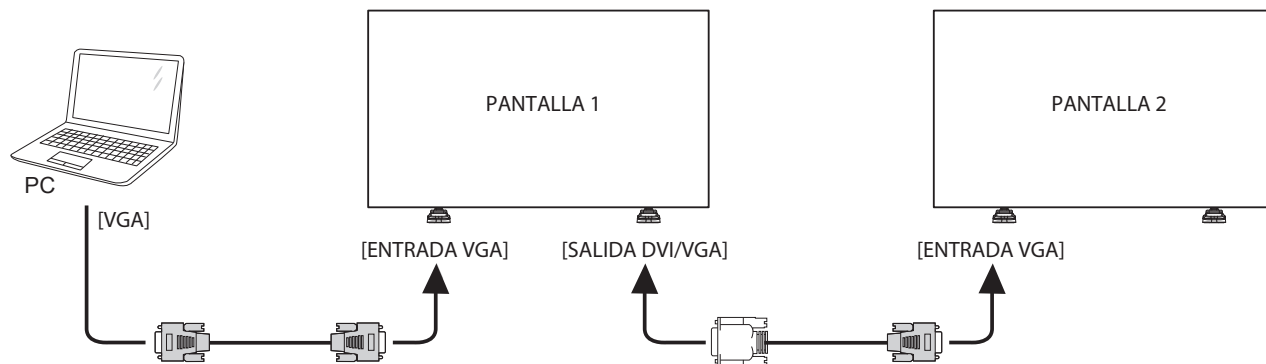 PC
[VGA]
PANTALLA 1
[ENTRADA VGA]
[SALIDA DVI/VGA]
PANTALLA 2
[ENTRADA VGA]